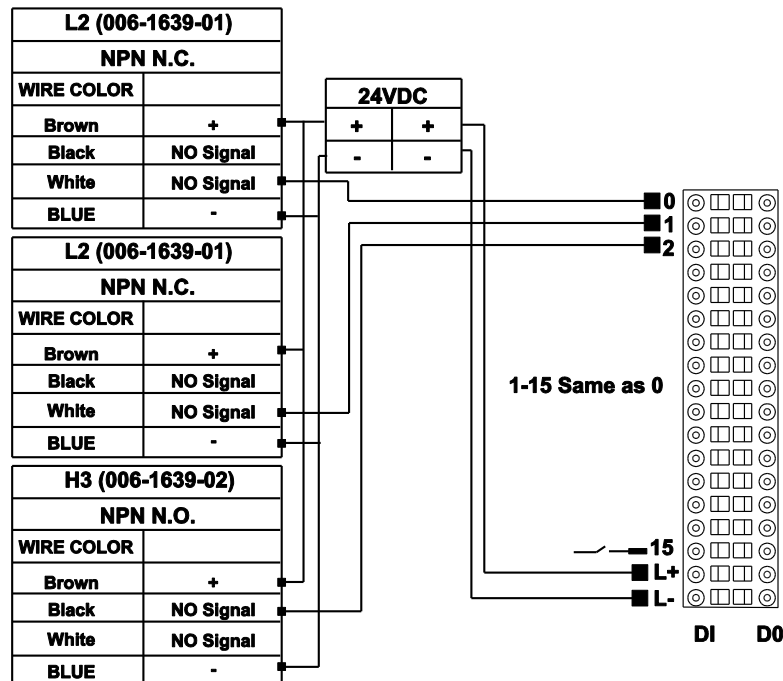 L2 (006-1639-01)
NPN N.C.
WIRE COLOR
Brown +
Black NO Signal
White NO Signal
BLUE -
L2 (006-1639-01)
NPN N.C.
WIRE COLOR
Brown +
Black NO Signal
White NO Signal
BLUE -
H3 (006-1639-02)
NPN N.O.
WIRE COLOR
Brown +
Black NO Signal
White NO Signal
BLUE -
24VDC
+ +
- -
0
1
2
1-15 Same as 0
15
L+
L-
DI D0